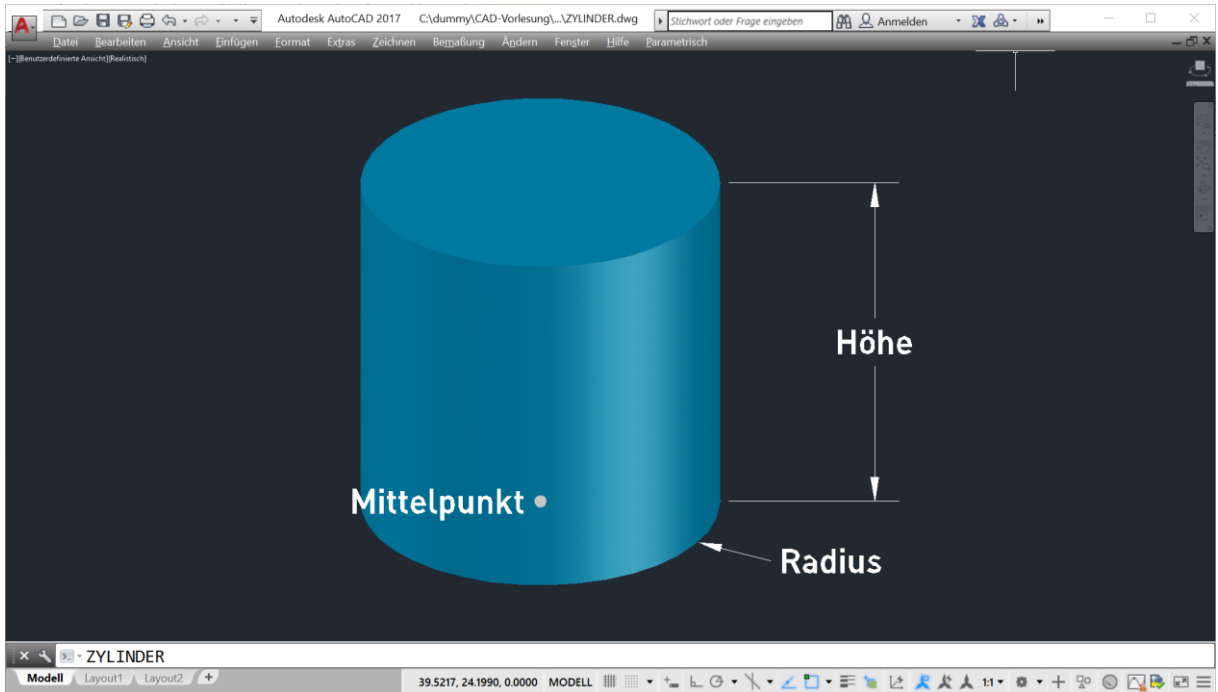 A Autodesk AutoCAD 2017 C:\dummy\CAD-Vorlesung\...\ZYLINDER.dwg Stichwort oder Frage eingeben Anmelden
Datei Bearbeiten Ansicht Einfügen Format Extras Zeichnen Bemaßung Ändern Fenster Hilfe Parametrisch
[−][Benutzerdefinierte Ansicht][Realistisch]
Höhe
Mittelpunkt
Radius
ZYLINDER
Modell Layout1 Layout2 + 39.5217, 24.1990, 0.0000 MODELL 1:1